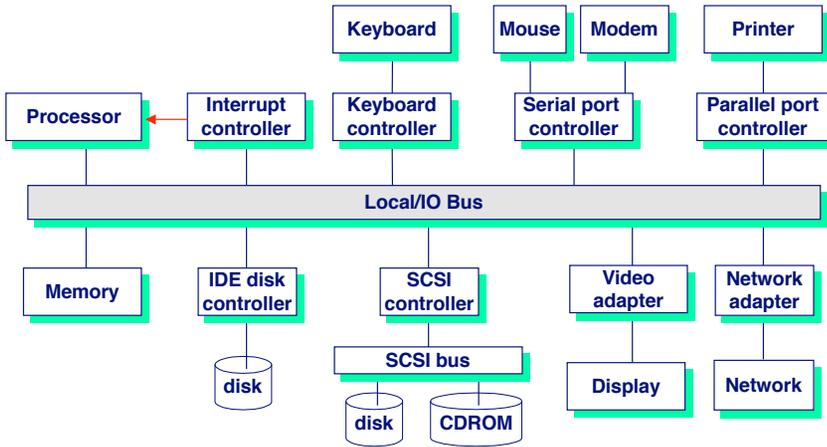 Keyboard
Mouse
Modem
Printer
Processor
Interrupt
controller
Keyboard
controller
Serial port
controller
Parallel port
controller
Local/IO Bus
Memory
IDE disk
controller
SCSI
controller
Video
adapter
Network
adapter
SCSI bus
disk
Display
Network
disk
CDROM